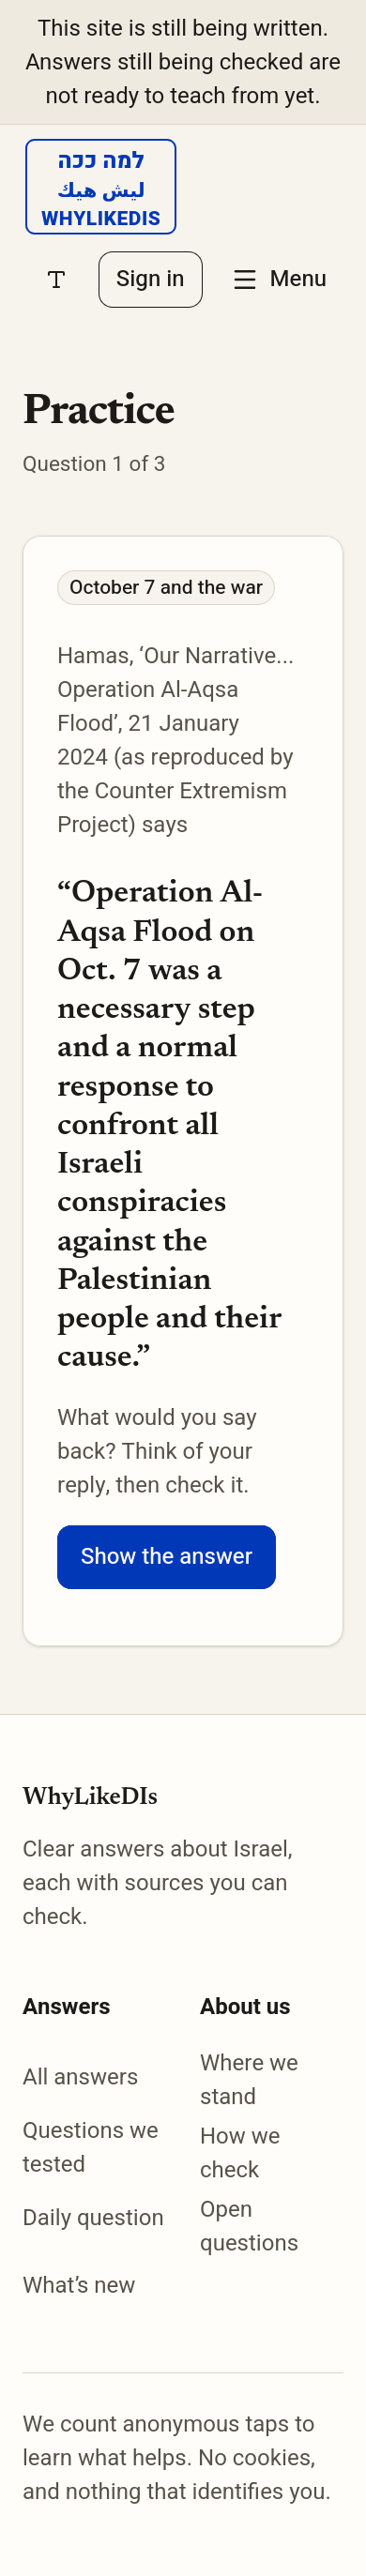 This site is still being written.
Answers still being checked are
not ready to teach from yet.
למה ככה
ليش هيك
WHYLIKEDIS
Sign in
Menu
Practice
Question 1 of 3
October 7 and the war
Hamas, ‘Our Narrative...
Operation Al-Aqsa
Flood’, 21 January
2024 (as reproduced by
the Counter Extremism
Project) says
“Operation Al-
Aqsa Flood on
Oct. 7 was a
necessary step
and a normal
response to
confront all
Israeli
conspiracies
against the
Palestinian
people and their
cause.”
What would you say
back? Think of your
reply, then check it.
Show the answer
WhyLikeDIs
Clear answers about Israel,
each with sources you can
check.
Answers
All answers
Questions we
tested
Daily question
What’s new
About us
Where we
stand
How we
check
Open
questions
We count anonymous taps to
learn what helps. No cookies,
and nothing that identifies you.